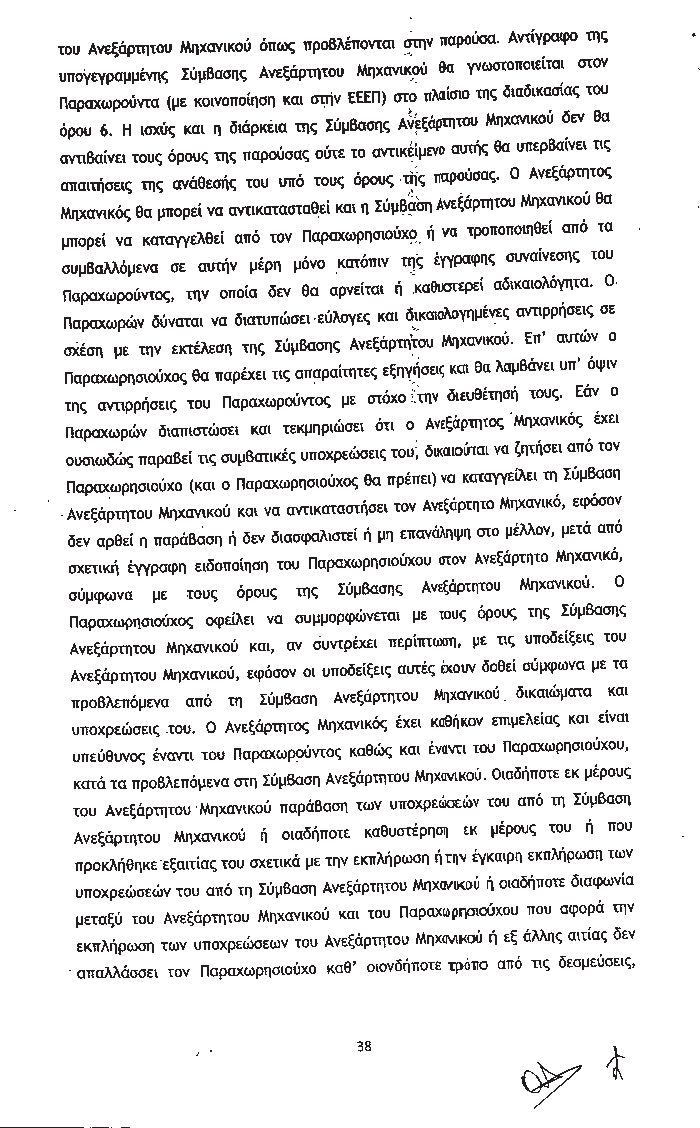 του Ανεξάρτητου Μηχανικού όπως προβλέπονται στην παρούσα. Αντίγραφο της
υπογεγραμμένης Σύμβασης Ανεξάρτητου Μηχανικού θα γνωστοποιείται στον
Παραχωρούντα (με κοινοποίηση και στην ΕΕΕΠ) στο πλαίσιο της διαδικασίας του
όρου 6. Η ισχύς και η διάρκεια της Σύμβασης Ανεξάρτητου Μηχανικού δεν θα
αντιβαίνει τους όρους της παρούσας ούτε το αντικείμενο αυτής θα υπερβαίνει τις
απαιτήσεις της ανάθεσής του υπό τους όρους της παρούσας. Ο Ανεξάρτητος
Μηχανικός θα μπορεί να αντικατασταθεί και η Σύμβαση Ανεξάρτητου Μηχανικού θα
μπορεί να καταγγελθεί από τον Παραχωρησιούχο ή να τροποποιηθεί από τα
συμβαλλόμενα σε αυτήν μέρη μόνο κατόπιν της έγγραφης συναίνεσης του
Παραχωρούντος, την οποία δεν θα αρνείται ή καθυστερεί αδικαιολόγητα. Ο
Παραχωρών δύναται να διατυπώσει εύλογες και δικαιολογημένες αντιρρήσεις σε
σχέση με την εκτέλεση της Σύμβασης Ανεξάρτητου Μηχανικού. Επ' αυτών ο
Παραχωρησιούχος θα παρέχει τις απαραίτητες εξηγήσεις και θα λαμβάνει υπ' όψιν
της αντιρρήσεις του Παραχωρούντος με στόχο την διευθέτησή τους. Εάν ο
Παραχωρών διαπιστώσει και τεκμηριώσει ότι ο Ανεξάρτητος Μηχανικός έχει
ουσιωδώς παραβεί τις συμβατικές υποχρεώσεις του, δικαιούται να ζητήσει από τον
Παραχωρησιούχο (και ο Παραχωρησιούχος θα πρέπει) να καταγγείλει τη Σύμβαση
Ανεξάρτητου Μηχανικού και να αντικαταστήσει τον Ανεξάρτητο Μηχανικό, εφόσον
δεν αρθεί η παράβαση ή δεν διασφαλιστεί ή μη επανάληψη στο μέλλον, μετά από
σχετική έγγραφη ειδοποίηση του Παραχωρησιούχου στον Ανεξάρτητο Μηχανικό,
σύμφωνα με τους όρους της Σύμβασης Ανεξάρτητου Μηχανικού. Ο
Παραχωρησιούχος οφείλει να συμμορφώνεται με τους όρους της Σύμβασης
Ανεξάρτητου Μηχανικού και, αν συντρέχει περίπτωση, με τις υποδείξεις του
Ανεξάρτητου Μηχανικού, εφόσον οι υποδείξεις αυτές έχουν δοθεί σύμφωνα με τα
προβλεπόμενα από τη Σύμβαση Ανεξάρτητου Μηχανικού δικαιώματα και
υποχρεώσεις του. Ο Ανεξάρτητος Μηχανικός έχει καθήκον επιμελείας και είναι
υπεύθυνος έναντι του Παραχωρούντος καθώς και έναντι του Παραχωρησιούχου,
κατά τα προβλεπόμενα στη Σύμβαση Ανεξάρτητου Μηχανικού. Οιαδήποτε εκ μέρους
του Ανεξάρτητου Μηχανικού παράβαση των υποχρεώσεών του από τη Σύμβαση
Ανεξάρτητου Μηχανικού ή οιαδήποτε καθυστέρηση εκ μέρους του ή που
προκλήθηκε εξαιτίας του σχετικά με την εκπλήρωση ή την έγκαιρη εκπλήρωση των
υποχρεώσεών του από τη Σύμβαση Ανεξάρτητου Μηχανικού ή οιαδήποτε διαφωνία
μεταξύ του Ανεξάρτητου Μηχανικού και του Παραχωρησιούχου που αφορά την
εκπλήρωση των υποχρεώσεων του Ανεξάρτητου Μηχανικού ή εξ άλλης αιτίας δεν
απαλλάσσει τον Παραχωρησιούχο καθ' οιονδήποτε τρόπο από τις δεσμεύσεις,
38